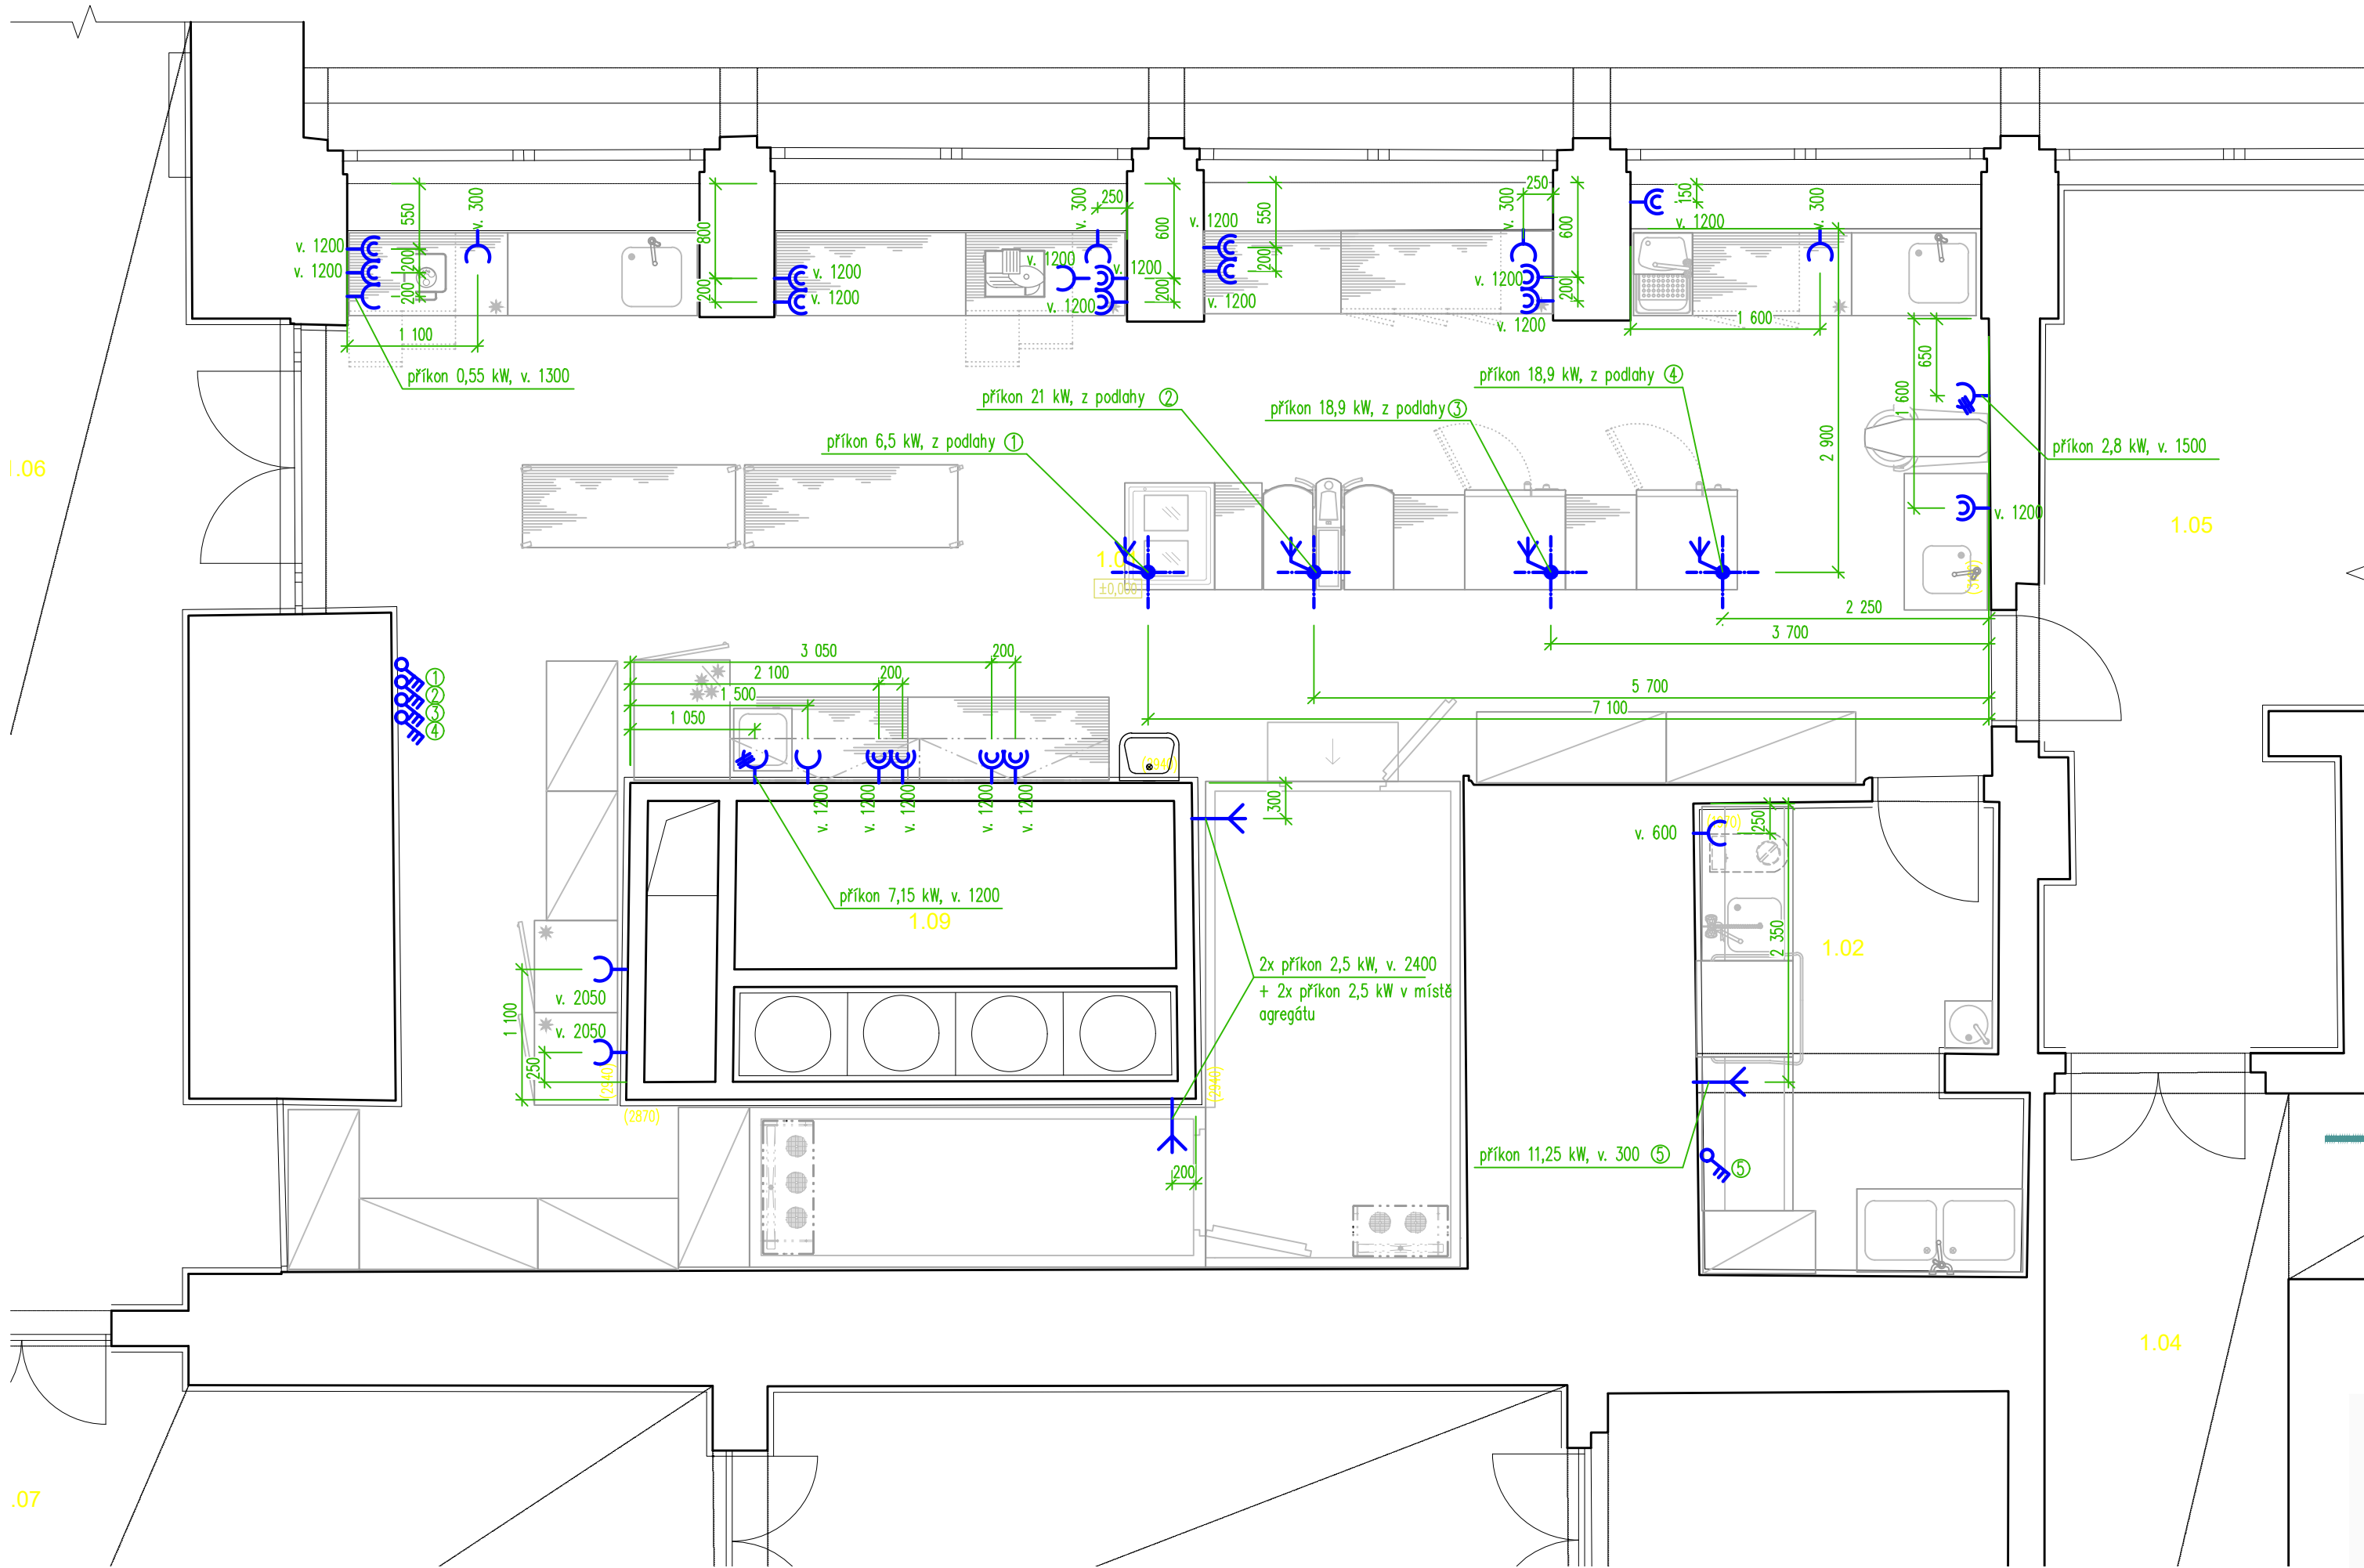 550
v. 300
v. 1200
v. 1200
200
200
1 100
příkon 0,55 kW, v. 1300
800
200
v. 1200
v. 1200
v. 300
250
600
200
v. 1200
v. 1200
v. 1200
v. 1200
550
200
v. 1200
v. 300
250
600
200
v. 1200
v. 1200
150
v. 1200
v. 300
1 600
650
1 600
2 900
příkon 2,8 kW, v. 1500
v. 1200
příkon 6,5 kW, z podlahy ①
příkon 21 kW, z podlahy ②
příkon 18,9 kW, z podlahy ③
příkon 18,9 kW, z podlahy ④
±0,000
1.05
2 250
3 700
5 700
7 100
①
②
③
④
3 050
200
2 100
200
1 500
1 050
v. 1200
v. 1200
v. 1200
v. 1200
v. 1200
300
příkon 7,15 kW, v. 1200
1.09
v. 2050
v. 2050
1 100
250
(2940)
(2870)
(2940)
2x příkon 2,5 kW, v. 2400
+ 2x příkon 2,5 kW v místě
agregátu
200
v. 600
250
2 350
1.02
příkon 11,25 kW, v. 300 ⑤
⑤
1.04
.07